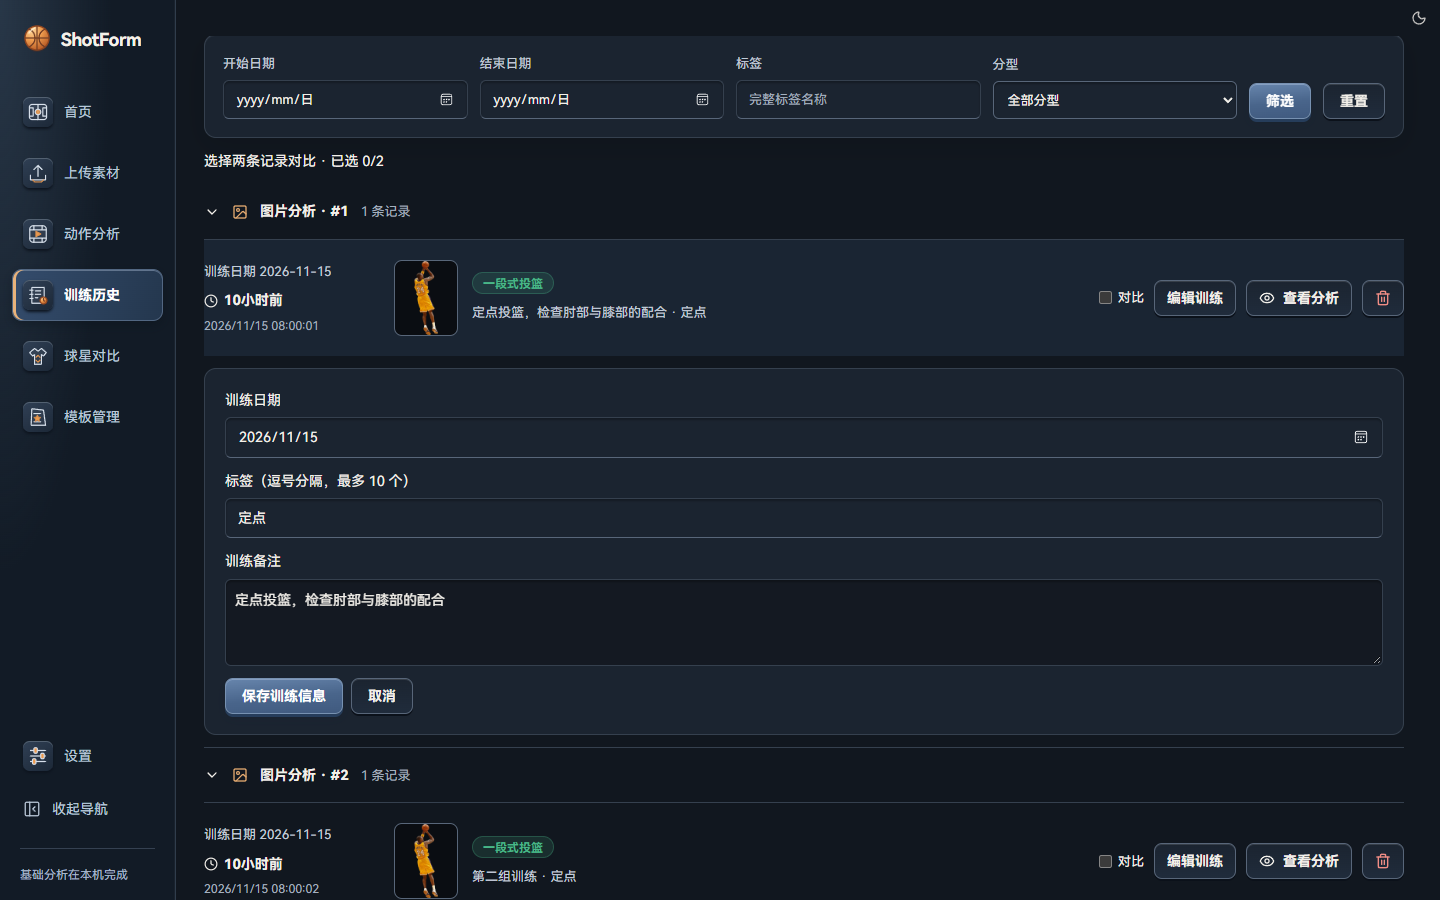 ShotForm
首页
上传素材
动作分析
训练历史
球星对比
模板管理
设置
收起导航
基础分析在本机完成
开始日期
结束日期
标签
分型
yyyy/mm/日
yyyy/mm/日
完整标签名称
全部分型
筛选
重置
选择两条记录对比 · 已选 0/2
图片分析 · #1 1 条记录
训练日期 2026-11-15
10小时前
2026/11/15 08:00:01
一段式投篮
定点投篮，检查肘部与膝部的配合 · 定点
对比
编辑训练
查看分析
训练日期
2026/11/15
标签（逗号分隔，最多 10 个）
定点
训练备注
定点投篮，检查肘部与膝部的配合
保存训练信息
取消
图片分析 · #2 1 条记录
训练日期 2026-11-15
10小时前
2026/11/15 08:00:02
一段式投篮
第二组训练 · 定点
对比
编辑训练
查看分析